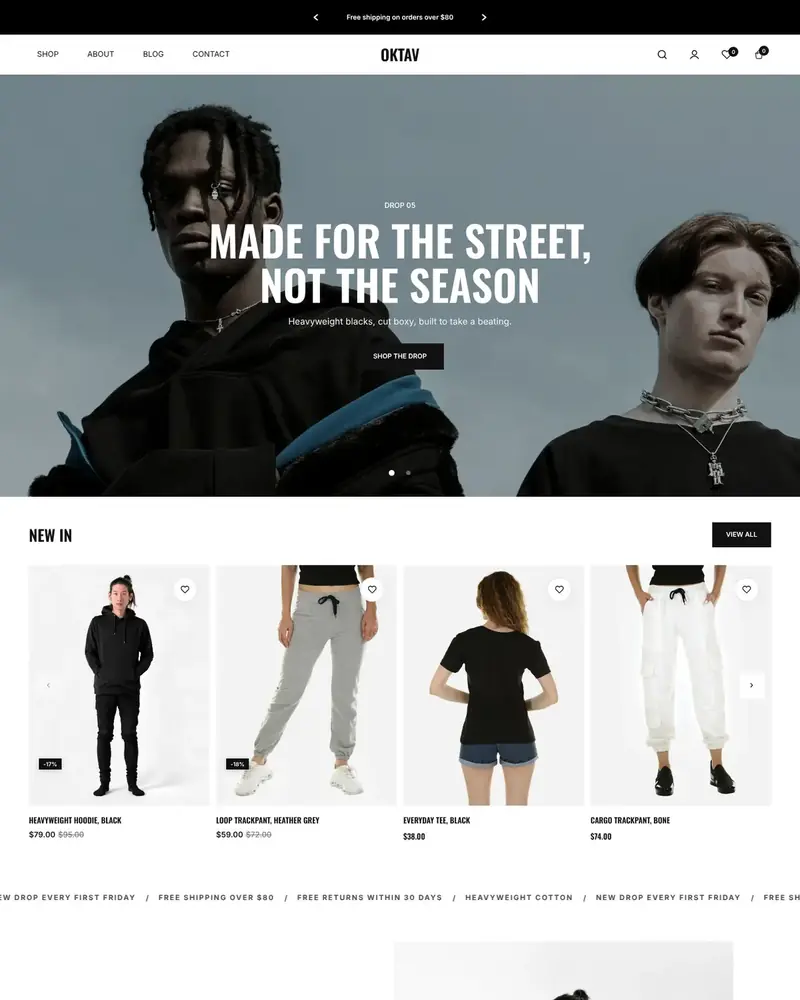 Free shipping on orders over $80
SHOP ABOUT BLOG CONTACT
OKTAV
0 0
DROP 05
MADE FOR THE STREET,
NOT THE SEASON
Heavyweight blacks, cut boxy, built to take a beating.
SHOP THE DROP
NEW IN
VIEW ALL
-17%
-18%
HEAVYWEIGHT HOODIE, BLACK
$79.00 $95.00
LOOP TRACKPANT, HEATHER GREY
$59.00 $72.00
EVERYDAY TEE, BLACK
$38.00
CARGO TRACKPANT, BONE
$74.00
EW DROP EVERY FIRST FRIDAY / FREE SHIPPING OVER $80 / FREE RETURNS WITHIN 30 DAYS / HEAVYWEIGHT COTTON / NEW DROP EVERY FIRST FRIDAY / FREE SH